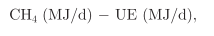 CH₄ (MJ/d) − UE (MJ/d),